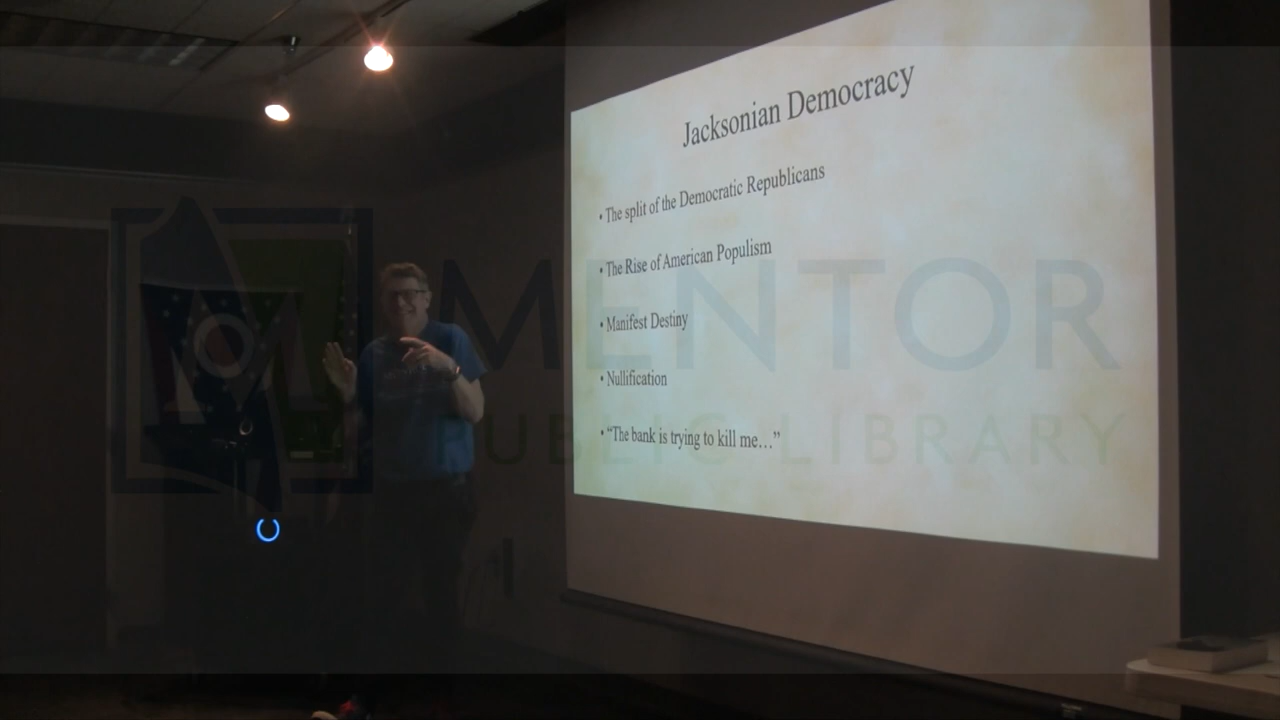 Jacksonian Democracy
• The split of the Democratic Republicans
• The Rise of American Populism
• Manifest Destiny
• Nullification
• “The bank is trying to kill me…”
MENTOR
PUBLIC LIBRARY